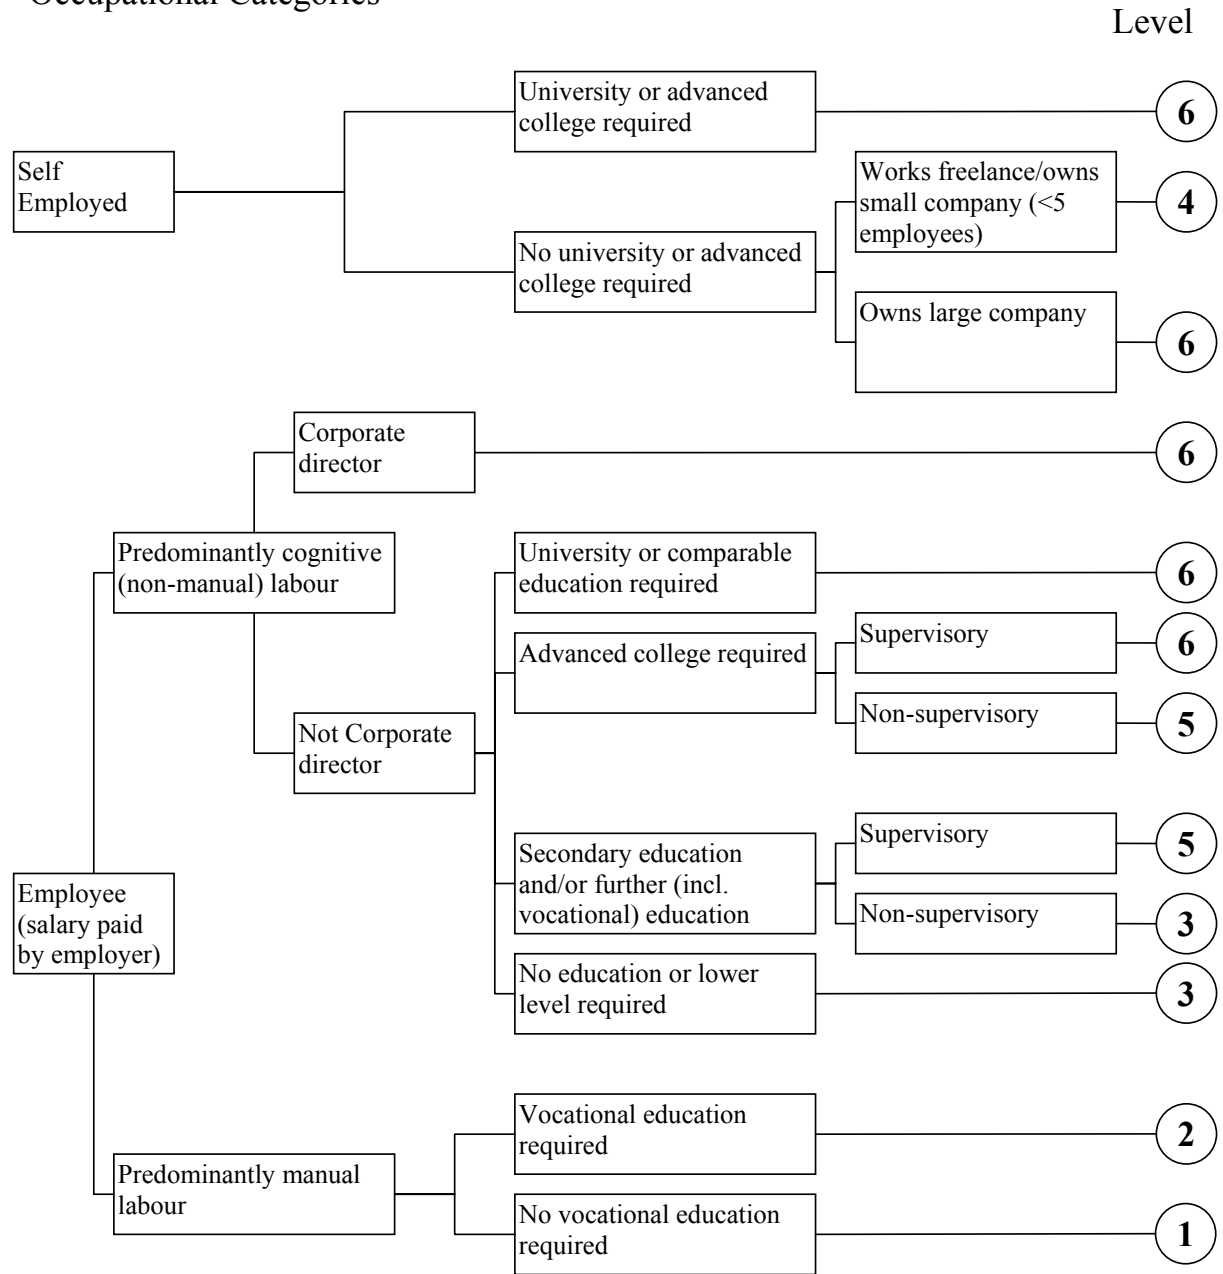 Occupational Categories
Level
University or advanced
college required
6
Self
Employed
Works freelance/owns
small company (<5
employees)
4
No university or advanced
college required
Owns large company
6
Corporate
director
6
Predominantly cognitive
(non-manual) labour
University or comparable
education required
6
Advanced college required
Supervisory
6
Non-supervisory
5
Not Corporate
director
Secondary education
and/or further (incl.
vocational) education
Supervisory
5
Non-supervisory
3
Employee
(salary paid
by employer)
No education or lower
level required
3
Vocational education
required
2
Predominantly manual
labour
No vocational education
required
1